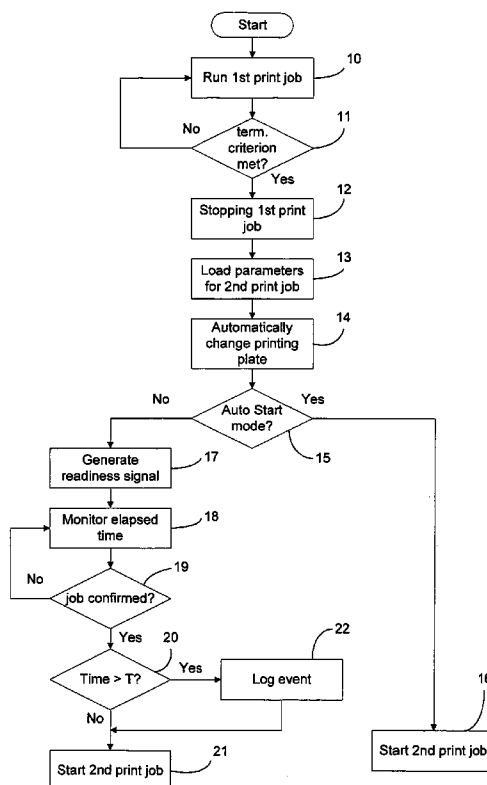 Start
10
Run 1st print job
No
11
term.
criterion
met?
Yes
12
Stopping 1st print
job
13
Load parameters
for 2nd print job
14
Automatically
change printing
plate
No
Yes
Auto Start
mode?
15
Generate
readiness signal
17
Monitor elapsed
time
18
19
No
job confirmed?
Yes
20
22
Time > T?
Yes
Log event
No
16
21
Start 2nd print job
Start 2nd print job